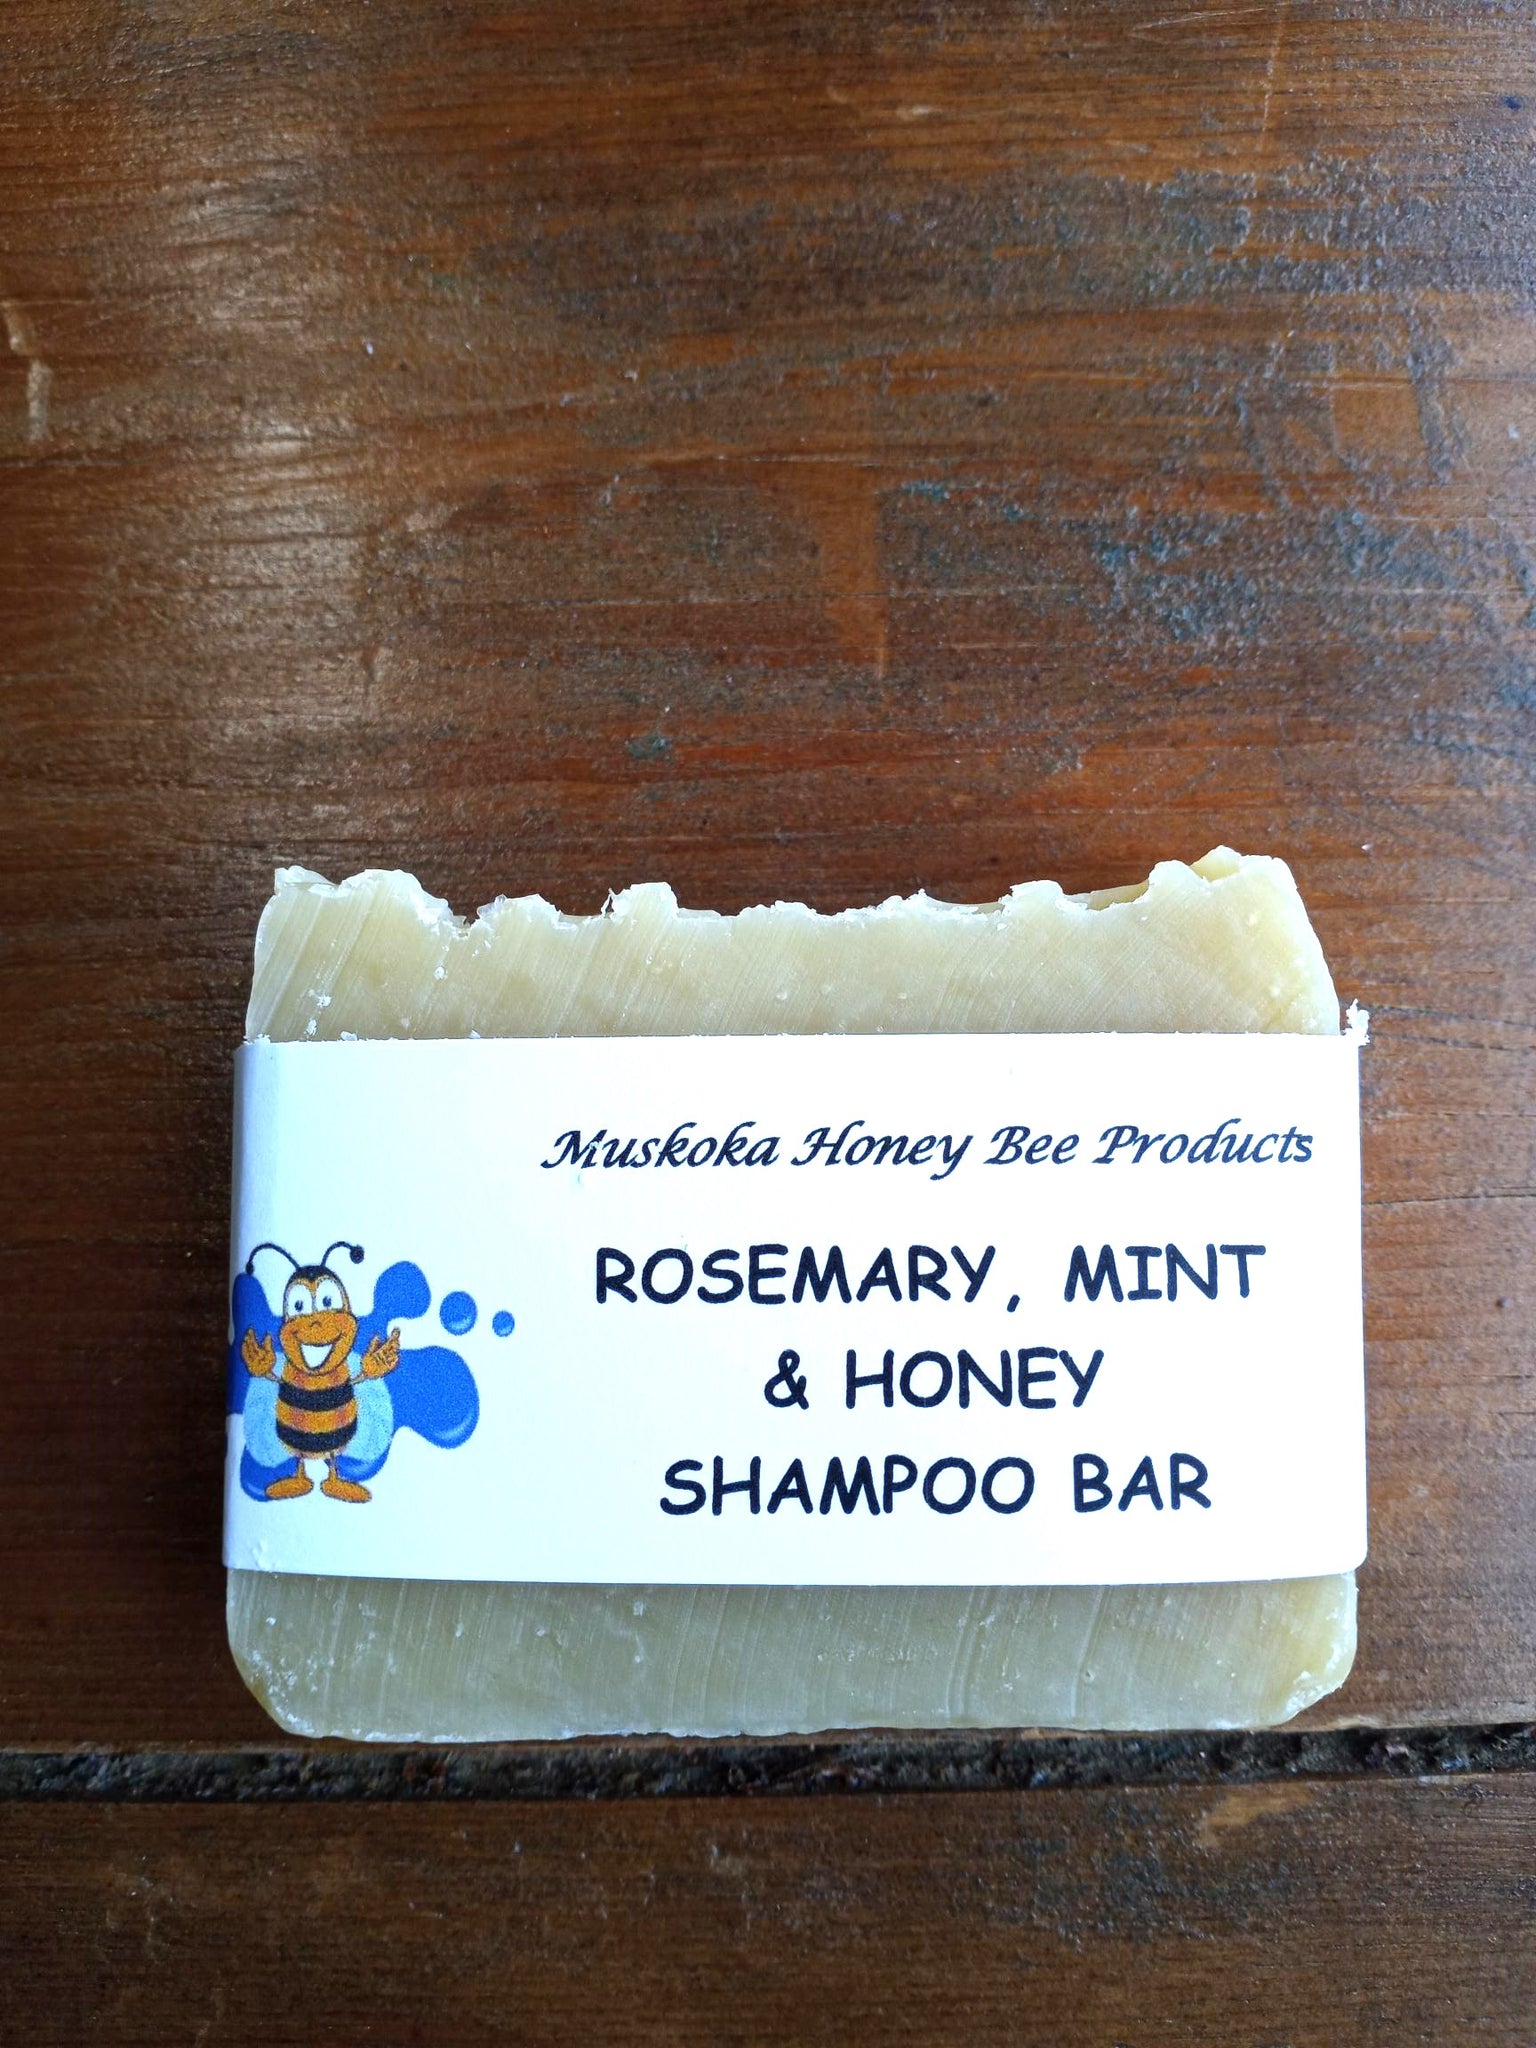 Muskoka Honey Bee Products
ROSEMARY, MINT
& HONEY
SHAMPOO BAR